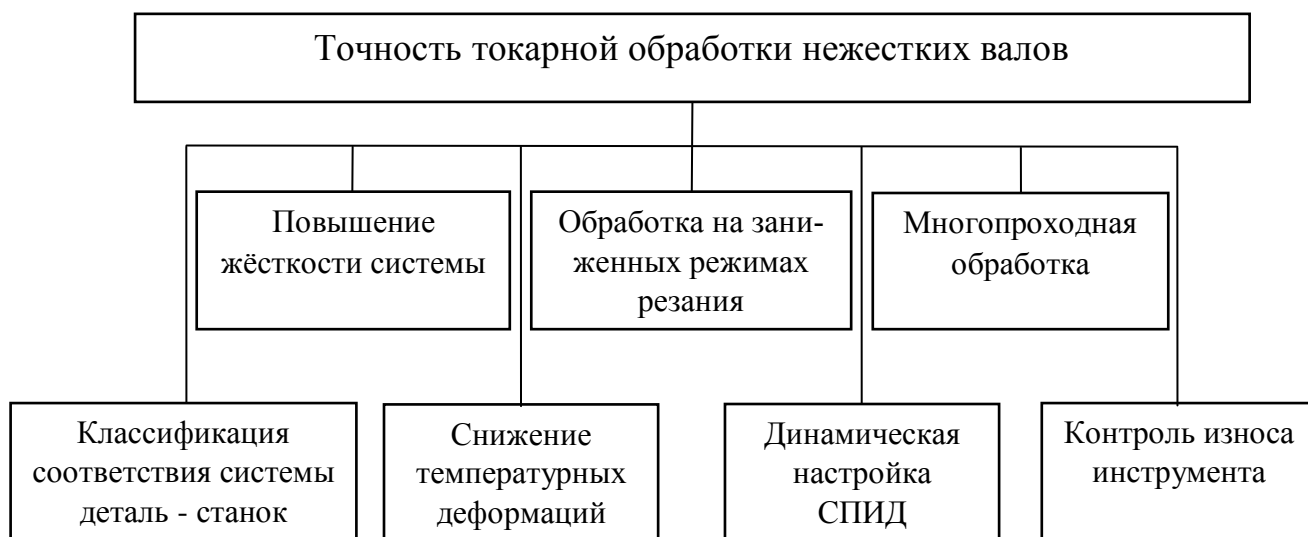 Точность токарной обработки нежестких валов
Повышение
жёсткости системы
Обработка на зани-
женных режимах
резания
Многопроходная
обработка
Классификация
соответствия системы
деталь - станок
Снижение
температурных
деформаций
Динамическая
настройка
СПИД
Контроль износа
инструмента